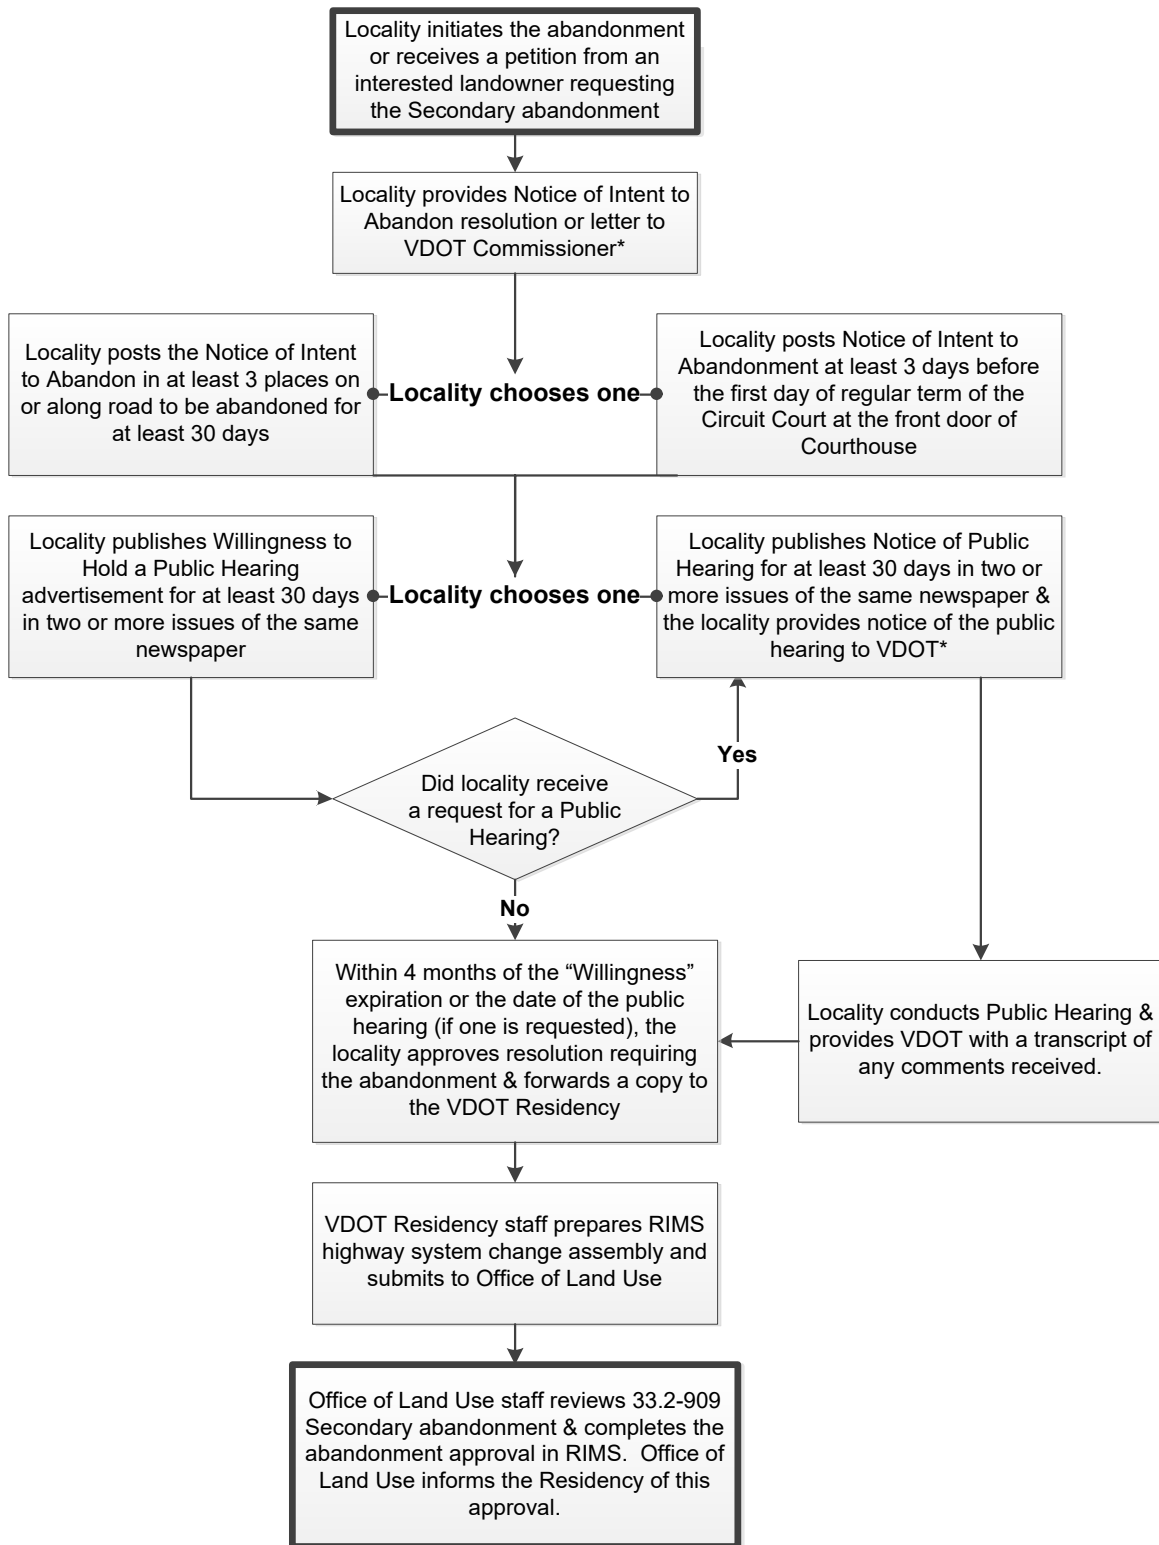 Locality initiates the abandonment
or receives a petition from an
interested landowner requesting
the Secondary abandonment
Locality provides Notice of Intent to
Abandon resolution or letter to
VDOT Commissioner*
Locality posts the Notice of Intent
to Abandon in at least 3 places on
or along road to be abandoned for
at least 30 days
Locality chooses one
Locality posts Notice of Intent to
Abandonment at least 3 days before
the first day of regular term of the
Circuit Court at the front door of
Courthouse
Locality publishes Willingness to
Hold a Public Hearing
advertisement for at least 30 days
in two or more issues of the same
newspaper
Locality chooses one
Locality publishes Notice of Public
Hearing for at least 30 days in two or
more issues of the same newspaper &
the locality provides notice of the public
hearing to VDOT*
Did locality receive
a request for a Public
Hearing?
Yes
No
Within 4 months of the “Willingness”
expiration or the date of the public
hearing (if one is requested), the
locality approves resolution requiring
the abandonment & forwards a copy to
the VDOT Residency
Locality conducts Public Hearing &
provides VDOT with a transcript of
any comments received.
VDOT Residency staff prepares RIMS
highway system change assembly and
submits to Office of Land Use
Office of Land Use staff reviews 33.2-909
Secondary abandonment & completes the
abandonment approval in RIMS.  Office of
Land Use informs the Residency of this
approval.